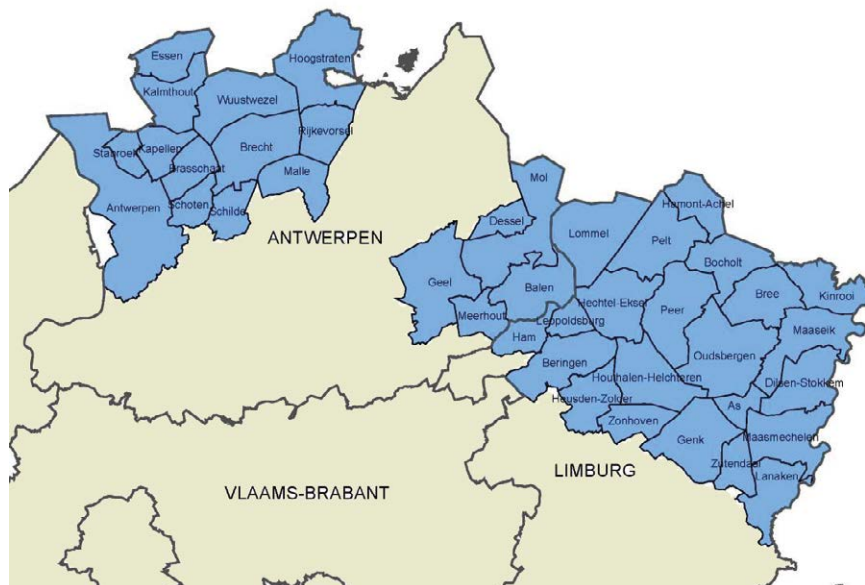 Essen
Hoogstraten
Kalmthout
Wuustwezel
Rijkevorsel
Stabroek
Kapellen
Brecht
Brasschaat
Malle
Antwerpen
Schoten
Schilde
ANTWERPEN
Mol
Hamont-Achel
Dessel
Lommel
Pelt
Bocholt
Geel
Balen
Bree
Kinrooi
Hechtel-Eksel
Peer
Meerhout
Leopoldsburg
Maaseik
Ham
Oudsbergen
Beringen
Houthalen-Helchteren
Dilsen-Stokkem
Heusden-Zolder
As
Zonhoven
Genk
Maasmechelen
LIMBURG
Zutendaal
Lanaken
VLAAMS-BRABANT